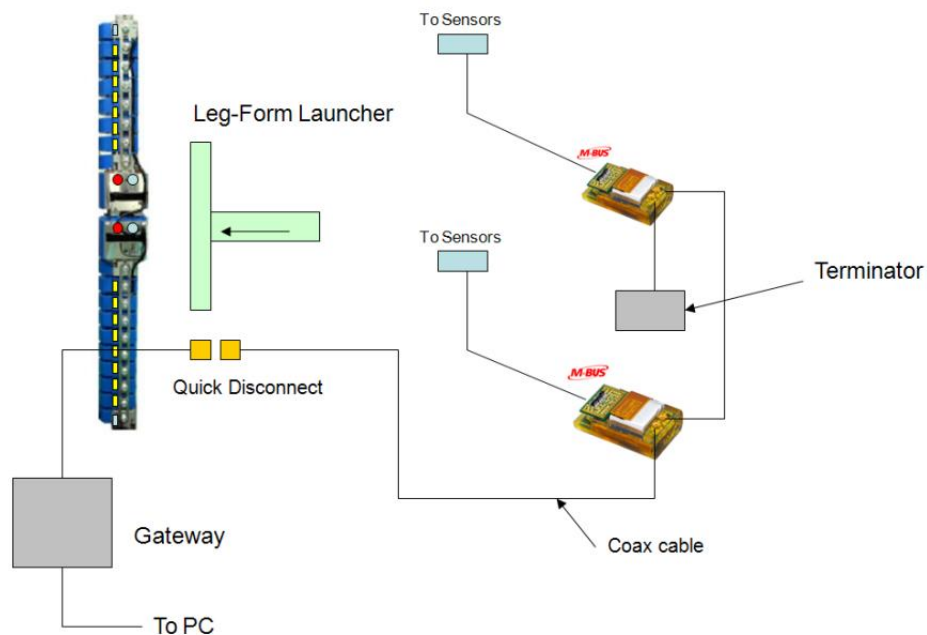 To Sensors
Leg-Form Launcher
M-BUS
To Sensors
Terminator
M-BUS
Quick Disconnect
Gateway
Coax cable
To PC